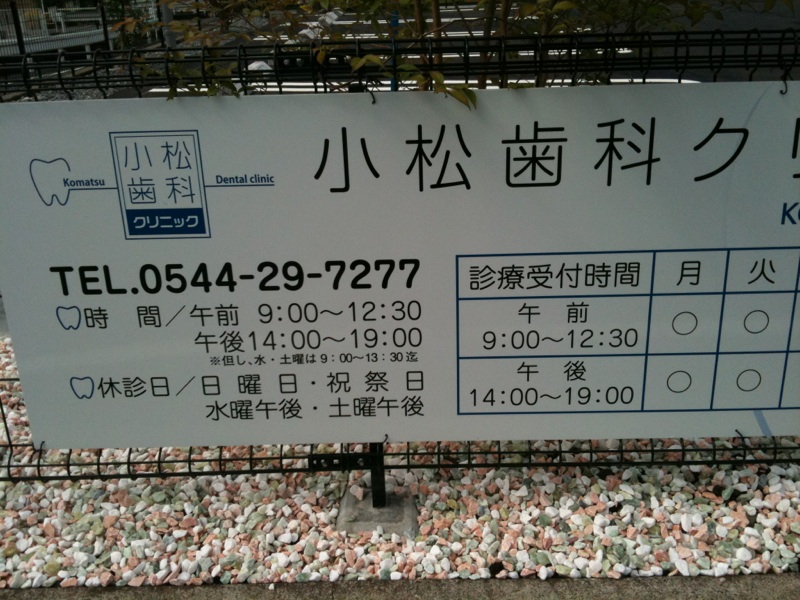 小松
歯科
クリニック
Komatsu
Dental clinic
小松歯科ク
TEL.0544-29-7277
時 間／午前 9:00～12:30
午後14:00～19:00
※但し、水・土曜は9:00～13:30迄
休診日／日曜日・祝祭日
水曜午後・土曜午後
診療受付時間 月 火
午 前
9:00～12:30 ○ ○
午 後
14:00～19:00 ○ ○